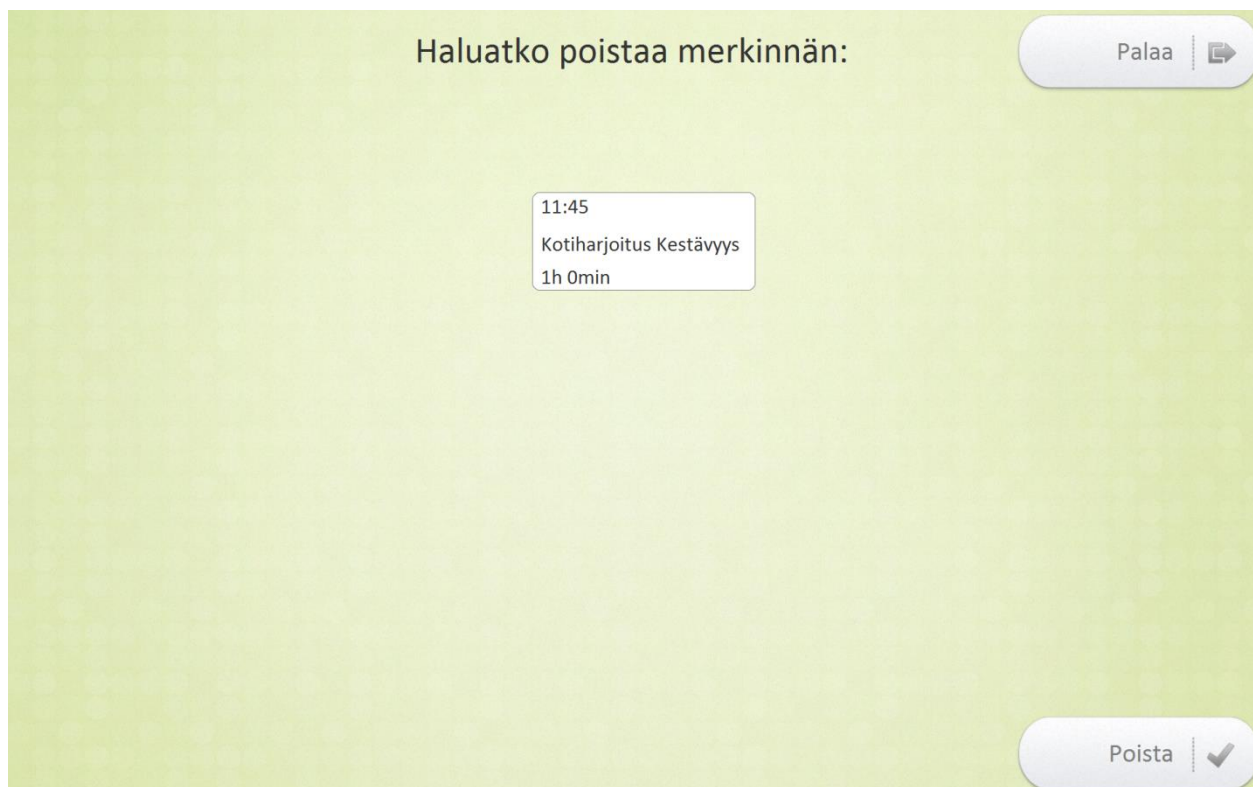 Haluatko poistaa merkinnän:
Palaa
11:45
Kotiharjoitus Kestävyys
1h 0min
Poista